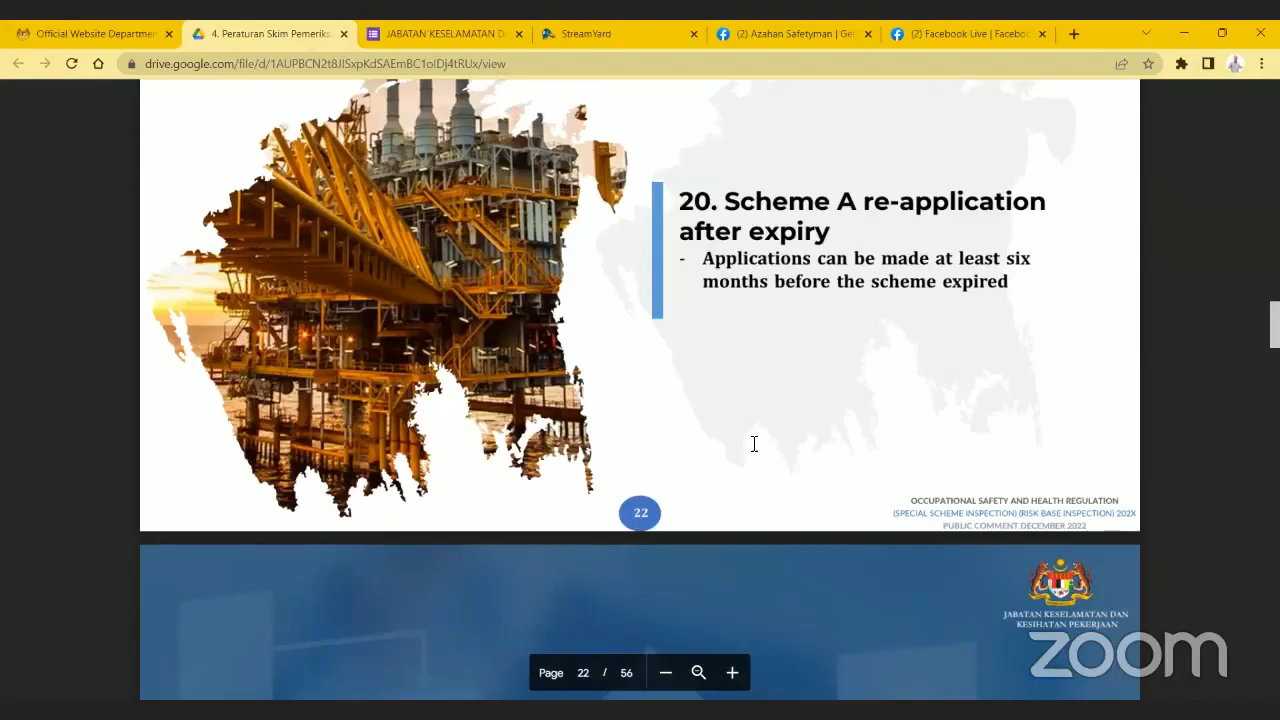 Official Website Departmen
4. Peraturan Skim Pemeriks
JABATAN KESELAMATAN D
StreamYard
(2) Azahan Safetyman | Ge
(2) Facebook Live | Faceboo
drive.google.com/file/d/1AUPBCN2t8JISxpKdSAEmBC1oIDj4tRUx/view
20. Scheme A re-application
after expiry
- Applications can be made at least six
months before the scheme expired
22
OCCUPATIONAL SAFETY AND HEALTH REGULATION
(SPECIAL SCHEME INSPECTION) (RISK BASE INSPECTION) 202X
PUBLIC COMMENT DECEMBER 2022
JABATAN KESELAMATAN DAN
KESIHATAN PEKERJAAN
zoom
Page 22 / 56